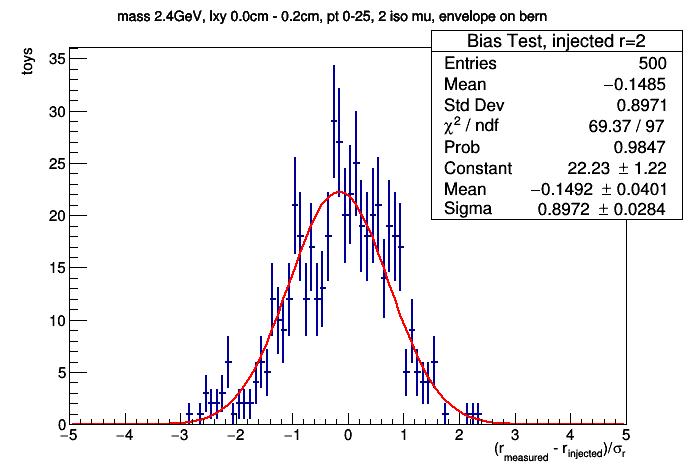 mass 2.4GeV, lxy 0.0cm - 0.2cm, pt 0-25, 2 iso mu, envelope on bern
Bias Test, injected r=2
Entries 500
Mean −0.1485
Std Dev 0.8971
χ² / ndf 69.37 / 97
Prob 0.9847
Constant 22.23 ± 1.22
Mean −0.1492 ± 0.0401
Sigma 0.8972 ± 0.0284
toys
35
30
25
20
15
10
5
0
−5 −4 −3 −2 −1 0 1 2 3 4 5
(r_measured - r_injected)/σ_r